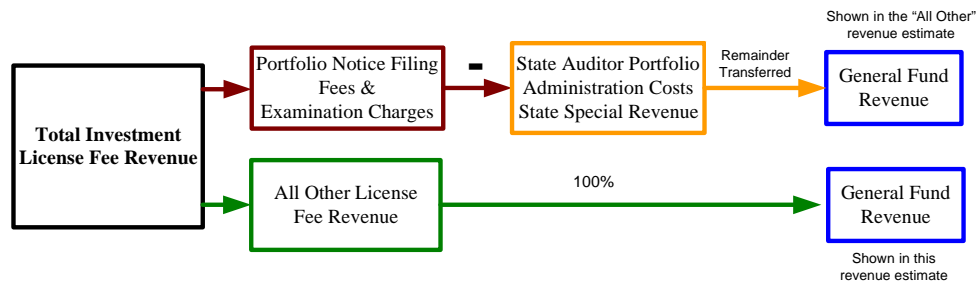 Shown in the “All Other”
revenue estimate
Total Investment
License Fee Revenue
Portfolio Notice Filing
Fees &
Examination Charges
-
State Auditor Portfolio
Administration Costs
State Special Revenue
Remainder
Transferred
General Fund
Revenue
All Other License
Fee Revenue
100%
General Fund
Revenue
Shown in this
revenue estimate